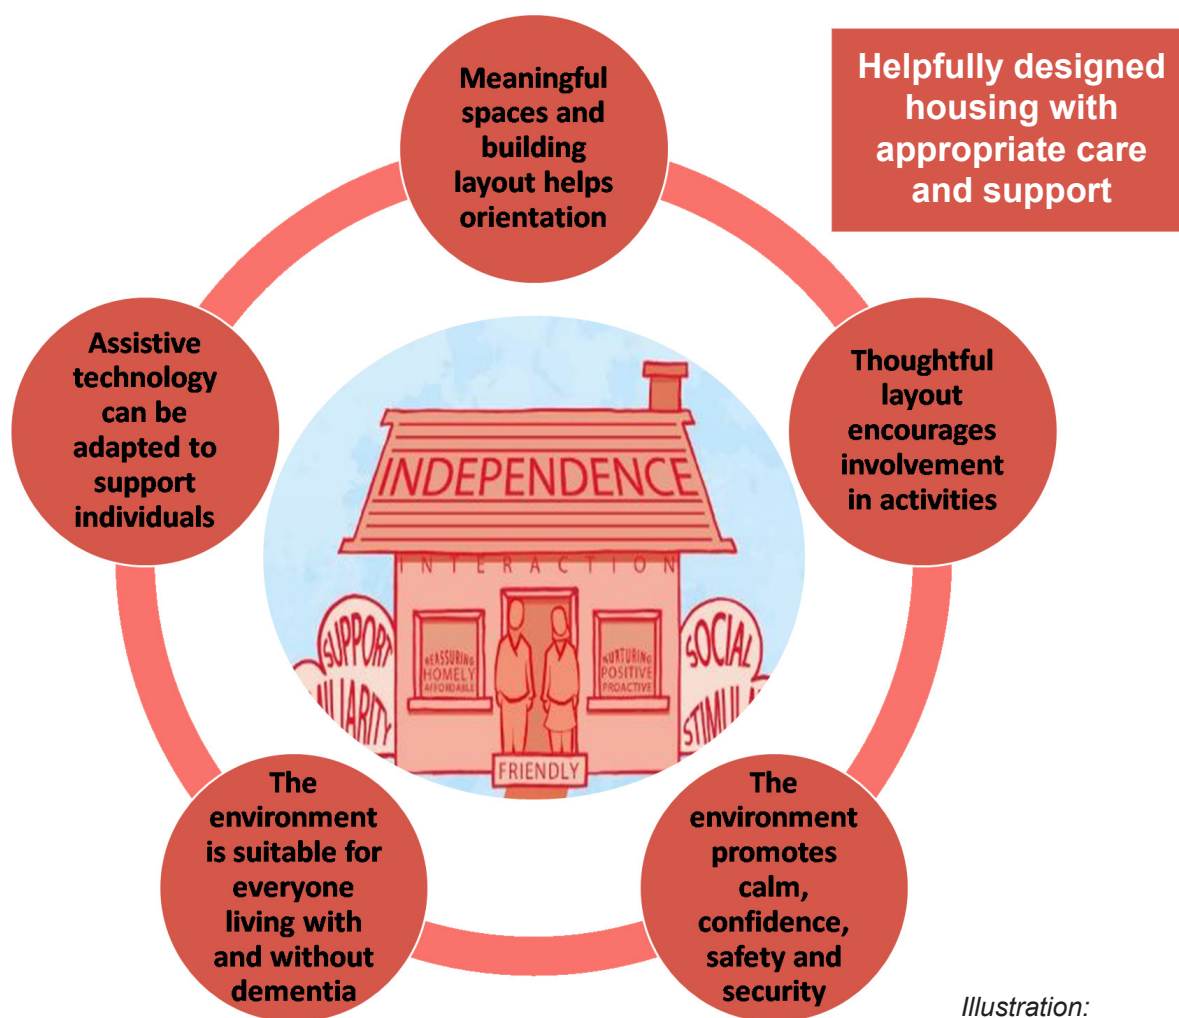 Helpfully designed
housing with
appropriate care
and support
Meaningful
spaces and
building
layout helps
orientation
Thoughtful
layout
encourages
involvement
in activities
The
environment
promotes
calm,
confidence,
safety and
security
The
environment
is suitable for
everyone
living with
and without
dementia
Assistive
technology
can be
adapted to
support
individuals
INDEPENDENCE
INTERACTION
SUPPORT
ILIARITY
REASSURING
HOMELY
AFFORDABLE
NURTURING
POSITIVE
PROACTIVE
SOCIAL
STIMUL
FRIENDLY
Illustration: